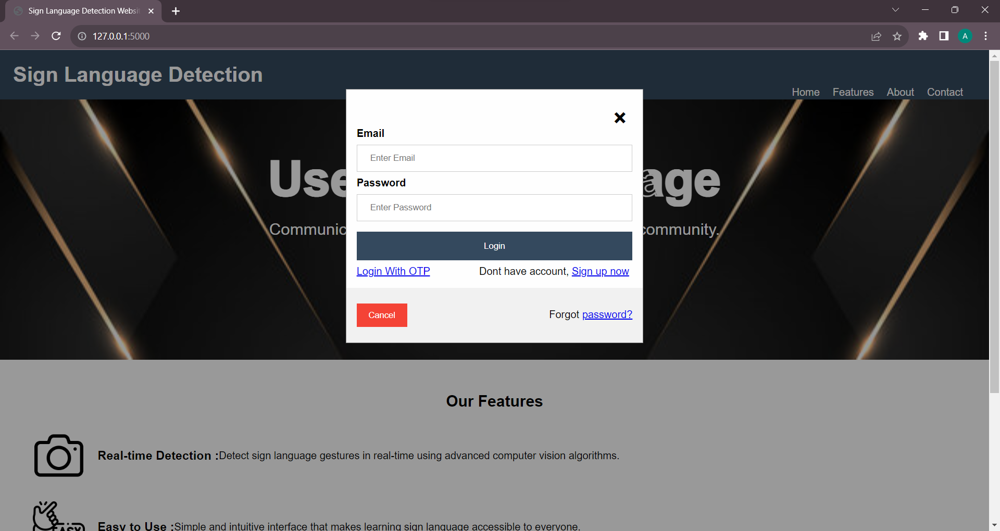 Sign Language Detection Websit
127.0.0.1:5000
A
Sign Language Detection
Home Features About Contact
Email
Enter Email
Use age
Password
Enter Password
Communic community.
Login
Login With OTP Dont have account, Sign up now
Cancel Forgot password?
Our Features
Real-time Detection :Detect sign language gestures in real-time using advanced computer vision algorithms.
EASY
Easy to Use :Simple and intuitive interface that makes learning sign language accessible to everyone.